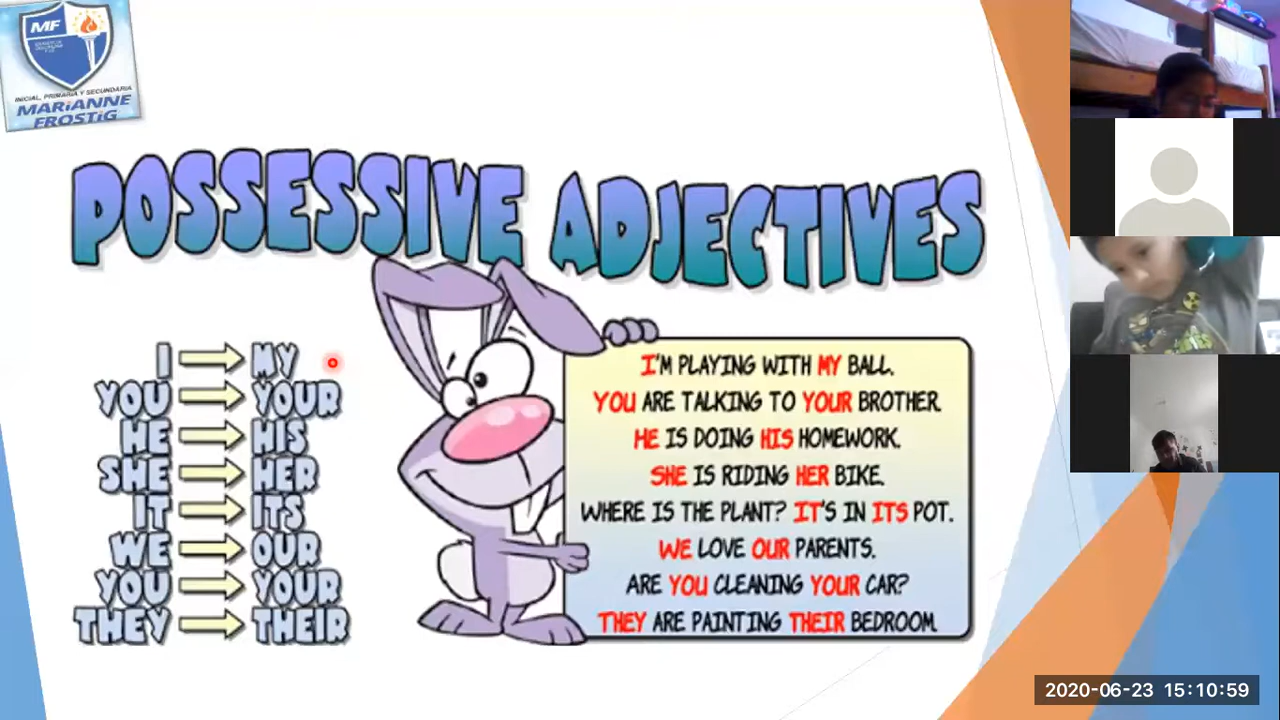 MF
INICIAL, PRIMARIA Y SECUNDARIA
MARIANNE
FROSTIG
POSSESSIVE ADJECTIVES
I MY
YOU YOUR
HE HIS
SHE HER
IT ITS
WE OUR
YOU YOUR
THEY THEIR
I'M PLAYING WITH MY BALL.
YOU ARE TALKING TO YOUR BROTHER.
HE IS DOING HIS HOMEWORK.
SHE IS RIDING HER BIKE.
WHERE IS THE PLANT? IT'S IN ITS POT.
WE LOVE OUR PARENTS.
ARE YOU CLEANING YOUR CAR?
THEY ARE PAINTING THEIR BEDROOM.
2020-06-23 15:10:59